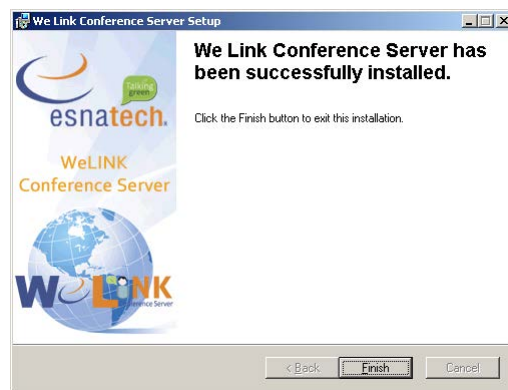 We Link Conference Server Setup
We Link Conference Server has
been successfully installed.
Click the Finish button to exit this installation.
Talking
green
esnatech.
WeLINK
Conference Server
WeLINK
Conference Server
< Back
Finish
Cancel